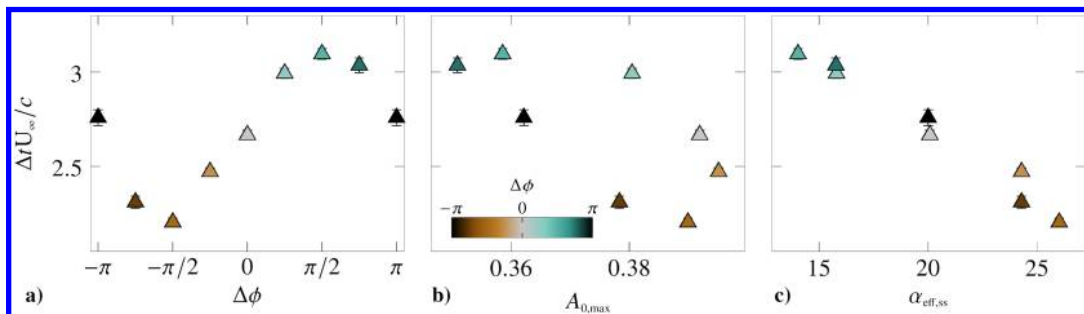 ΔtU∞/c
3
2.5
−π −π/2 0 π/2 π
a) Δϕ
Δϕ
−π 0 π
0.36 0.38
b) A0,max
15 20 25
c) αeff,ss